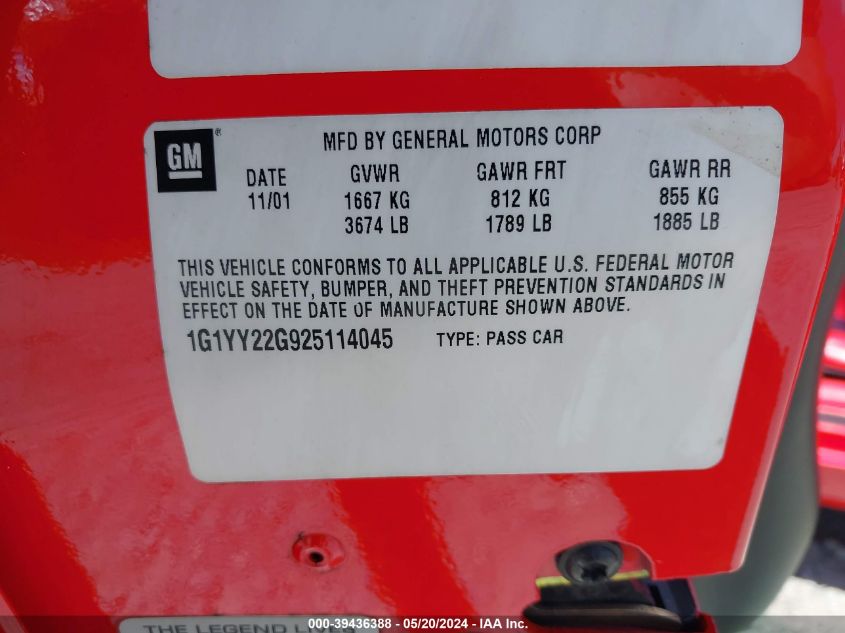 GM®
MFD BY GENERAL MOTORS CORP
DATE GVWR GAWR FRT GAWR RR
11/01 1667 KG 812 KG 855 KG
3674 LB 1789 LB 1885 LB
THIS VEHICLE CONFORMS TO ALL APPLICABLE U.S. FEDERAL MOTOR
VEHICLE SAFETY, BUMPER, AND THEFT PREVENTION STANDARDS IN
EFFECT ON THE DATE OF MANUFACTURE SHOWN ABOVE.
1G1YY22G925114045 TYPE: PASS CAR
THE LEGEND LIVES
000-39436388 - 05/20/2024 - IAA Inc.